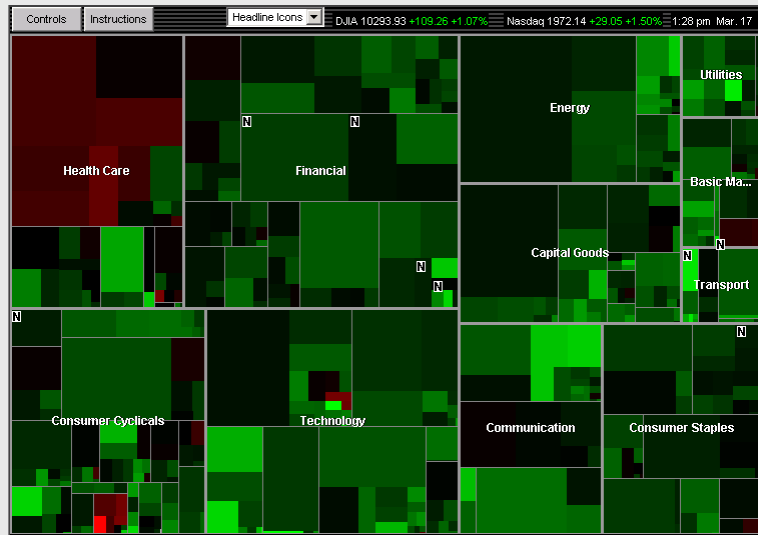 Controls Instructions Headline Icons DJIA 10293.93 +109.26 +1.07% Nasdaq 1972.14 +29.05 +1.50% 1:28 pm Mar. 17
Utilities
Energy
N N
Health Care Financial Basic Ma...
N
Capital Goods
N
N
Transport
N
N N
Consumer Cyclicals Technology Communication Consumer Staples